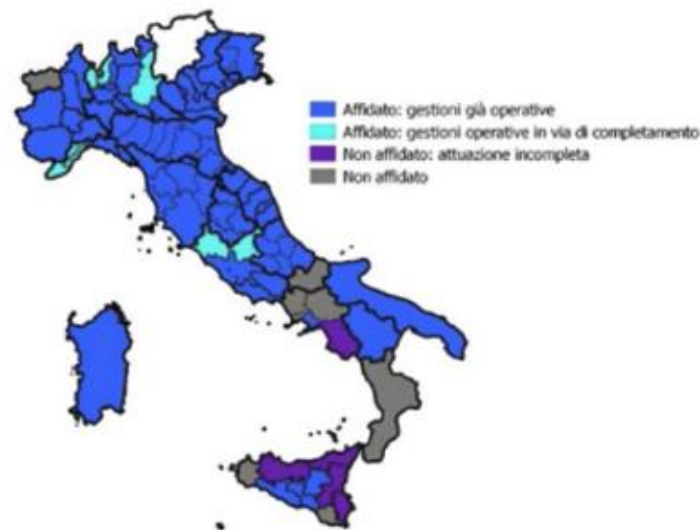 Affidato: gestioni già operative
Affidato: gestioni operative in via di completamento
Non affidato: attuazione incompleta
Non affidato